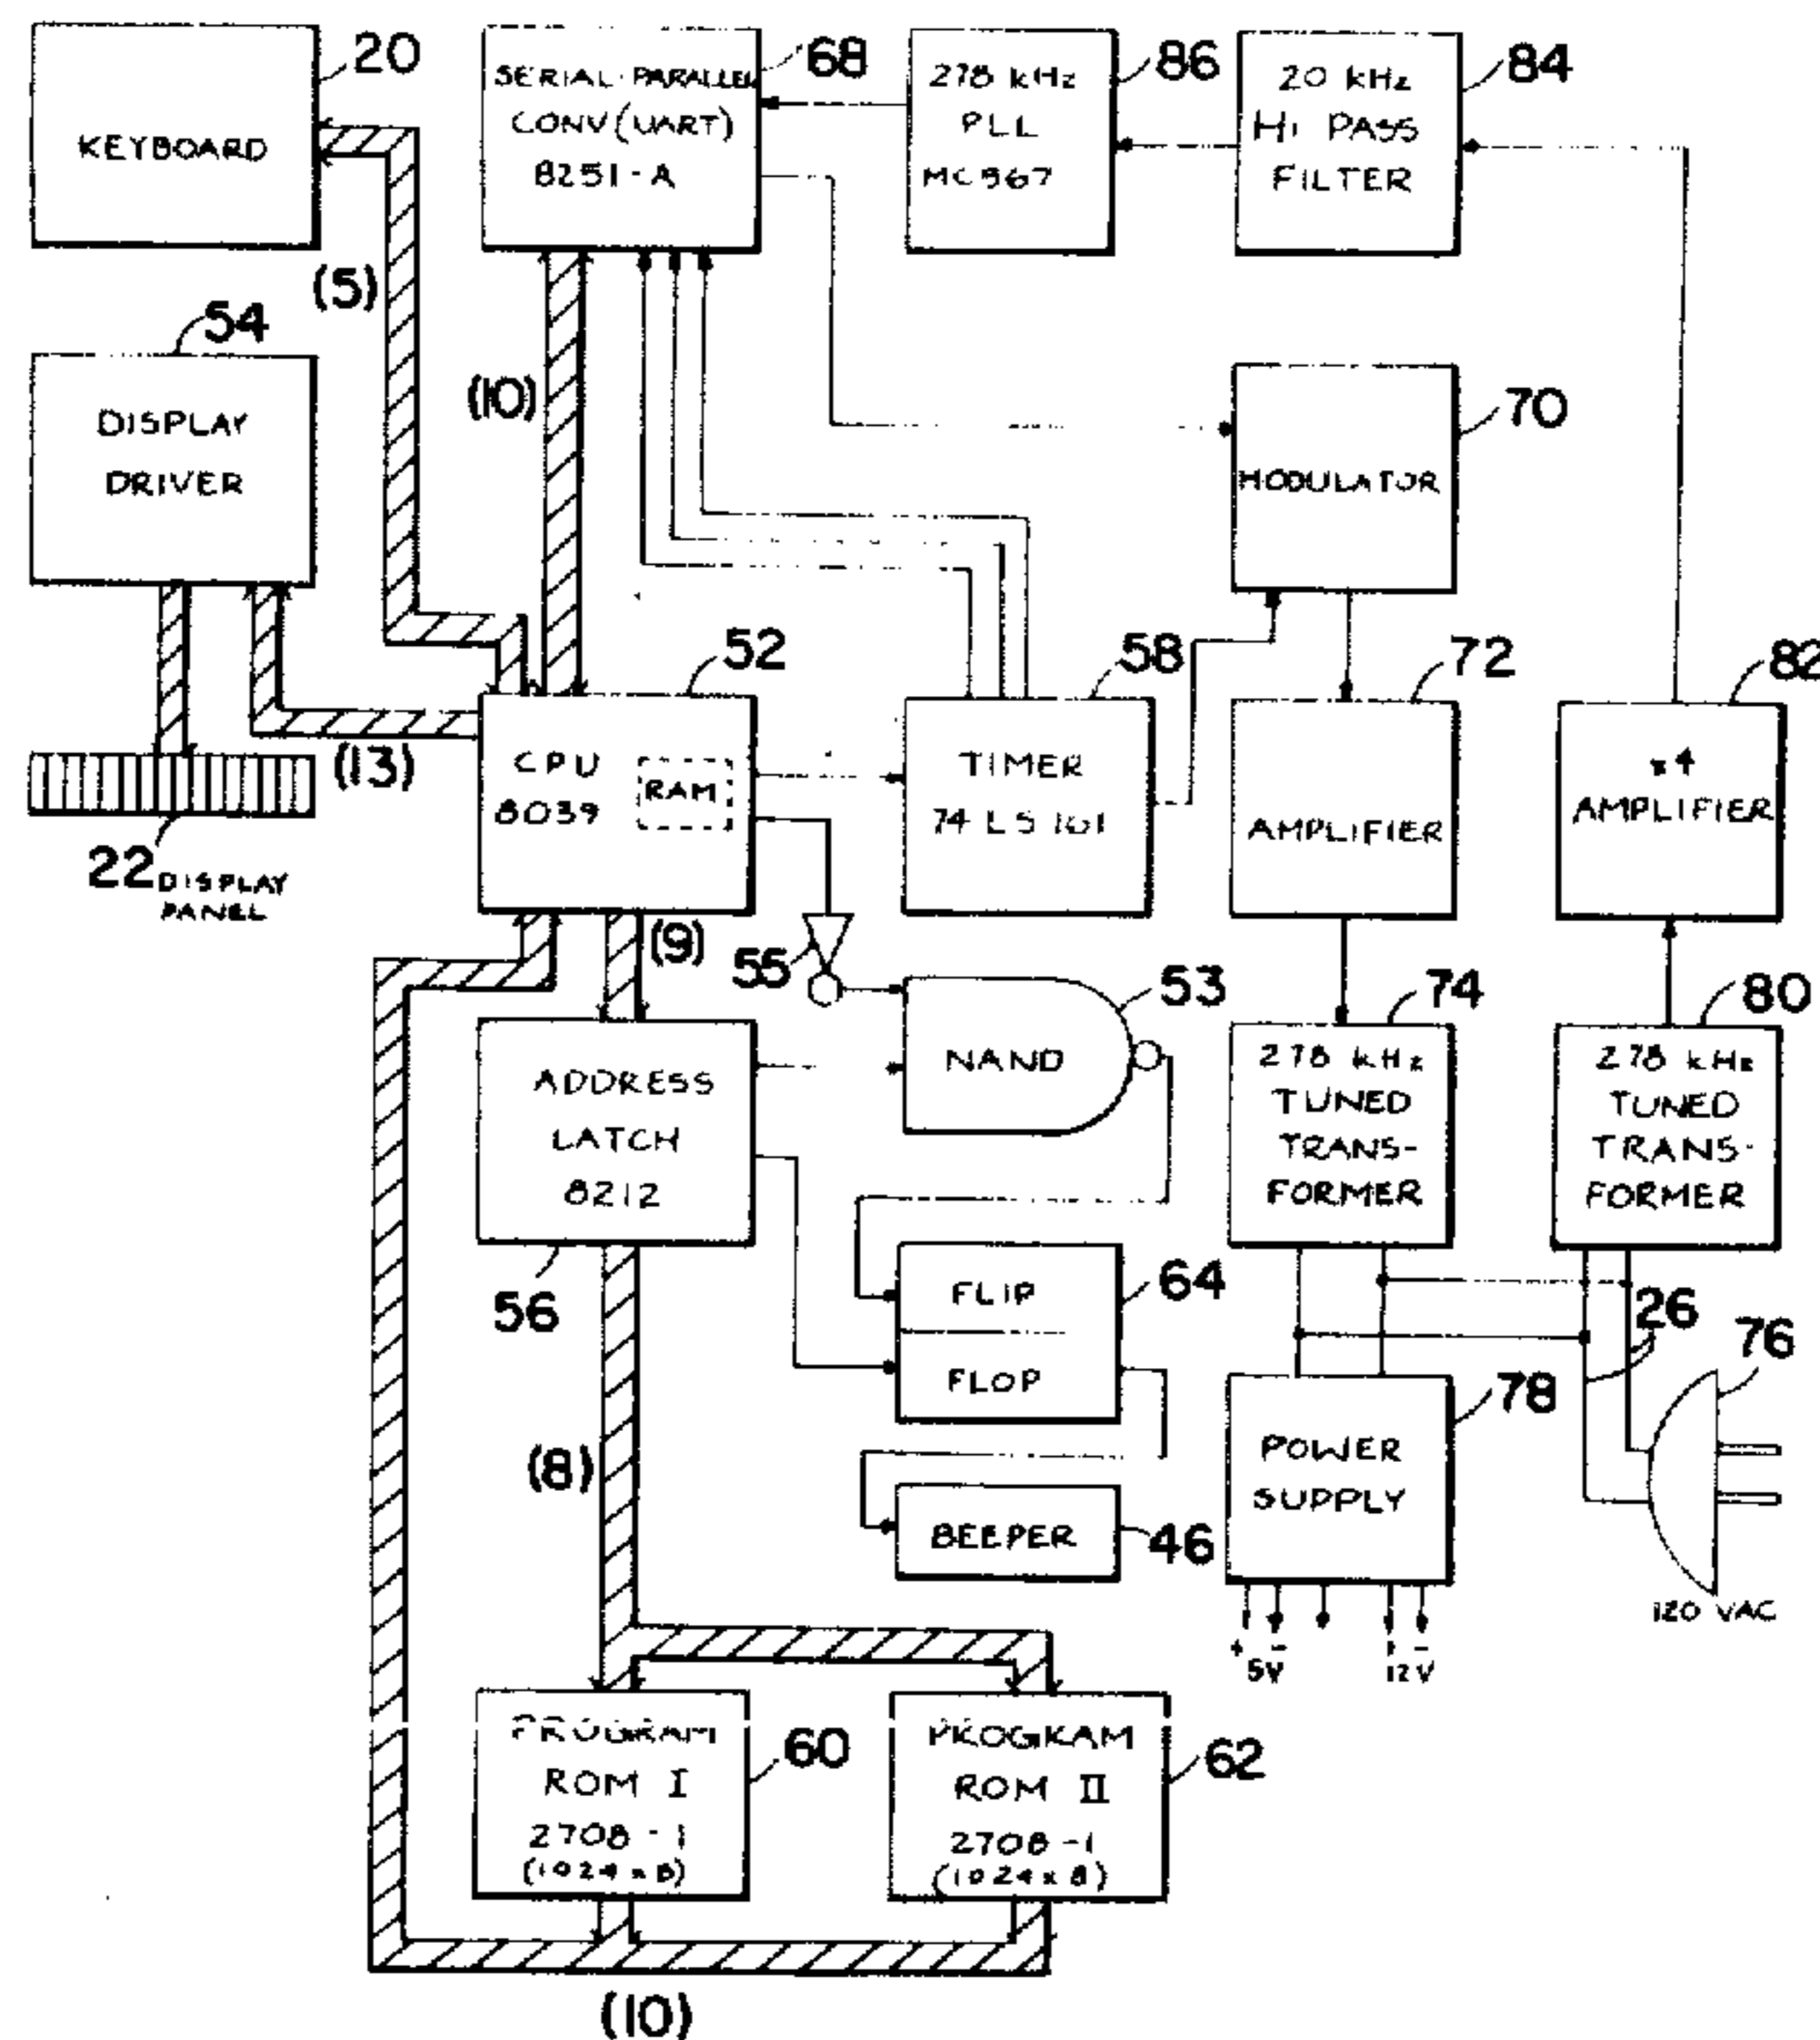 20
KEYBOARD
68
SERIAL-PARALLEL
CONV (UART)
8251-A
86
278 kHz
PLL
MC567
84
20 kHz
Hi PASS
FILTER
(5)
54
DISPLAY
DRIVER
(10)
70
MODULATOR
(13)
22 DISPLAY
PANEL
52
CPU
8039
RAM
58
TIMER
74 LS 161
72
AMPLIFIER
82
x4
AMPLIFIER
(9)
55
53
NAND
ADDRESS
LATCH
8212
56
74
278 kHz
TUNED
TRANS-
FORMER
80
278 kHz
TUNED
TRANS-
FORMER
64
FLIP
FLOP
26
76
120 VAC
78
POWER
SUPPLY
+ -
5V
+ -
12V
(8)
BEEPER
46
PROGRAM
ROM I
2708-1
(1024 x 8)
60
PROGRAM
ROM II
2708-1
(1024 x 8)
62
(10)